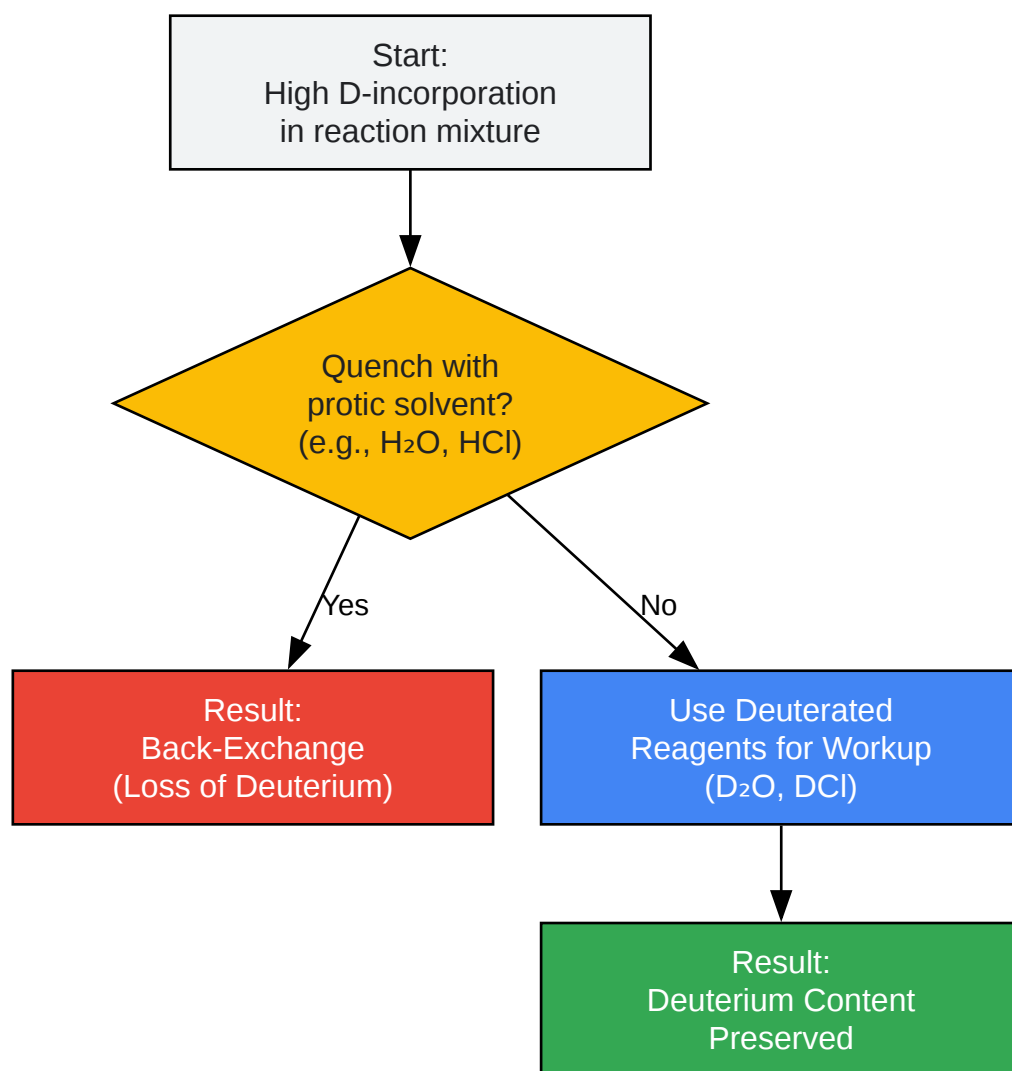 Start:
High D-incorporation
in reaction mixture
Quench with
protic solvent?
(e.g., H₂O, HCl)
Yes
No
Result:
Back-Exchange
(Loss of Deuterium)
Use Deuterated
Reagents for Workup
(D₂O, DCl)
Result:
Deuterium Content
Preserved